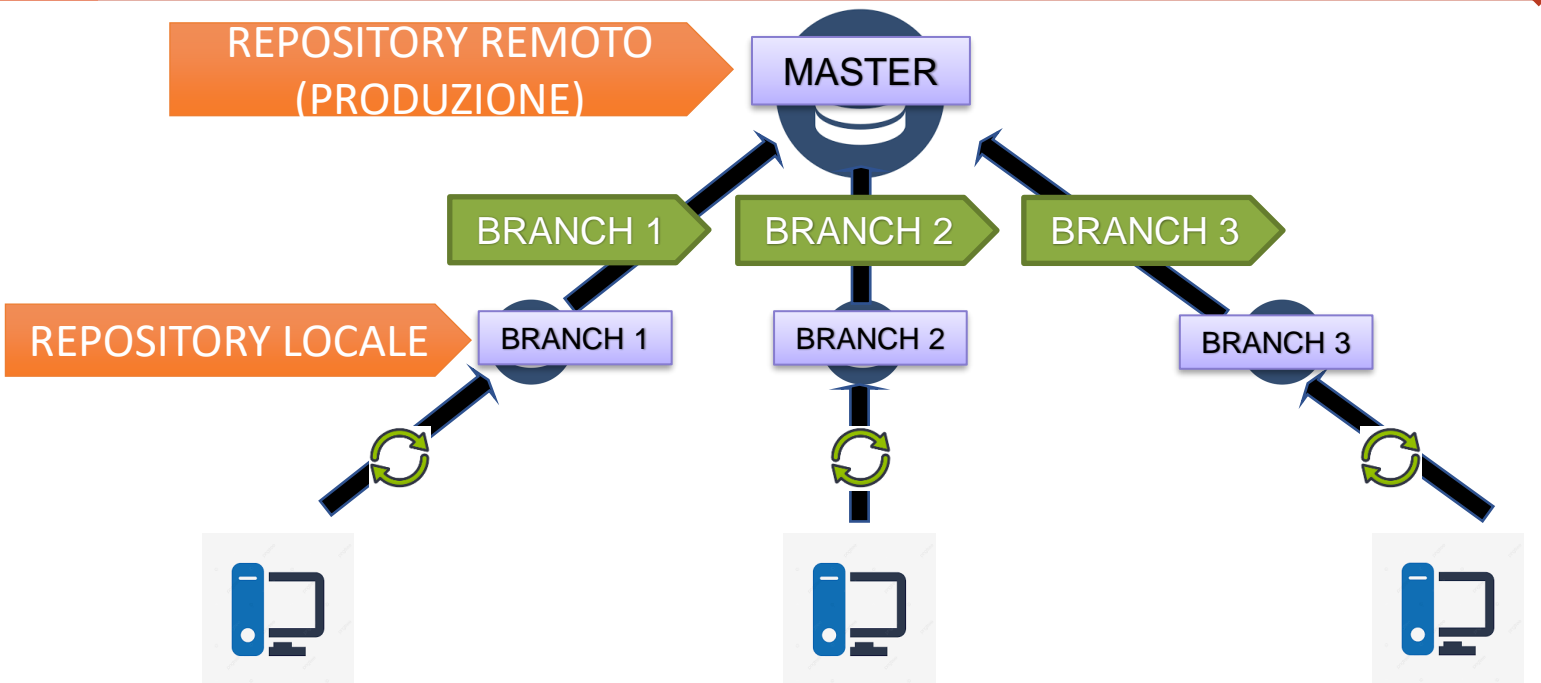 REPOSITORY REMOTO
(PRODUZIONE)
MASTER
BRANCH 1
BRANCH 2
BRANCH 3
REPOSITORY LOCALE
BRANCH 1
BRANCH 2
BRANCH 3